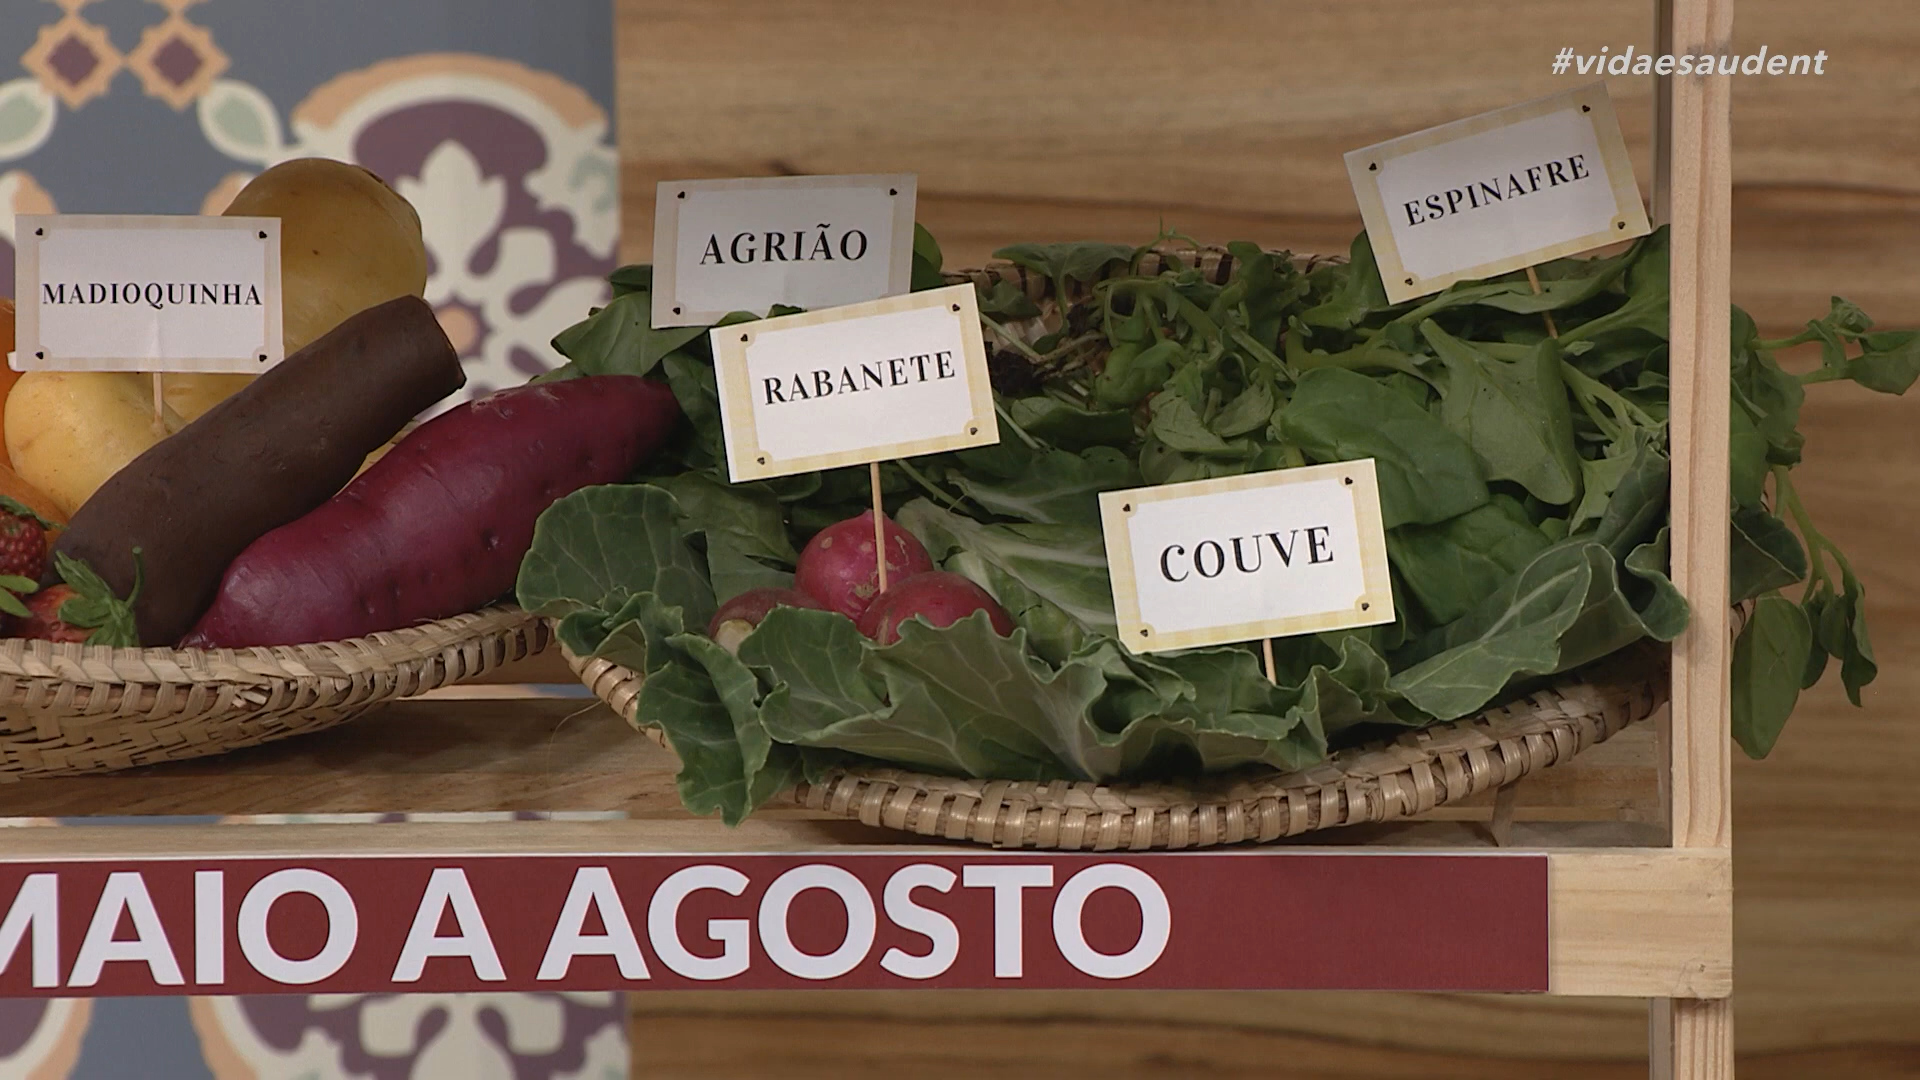 #vidaesaudent
ESPINAFRE
AGRIÃO
MADIOQUINHA
RABANETE
COUVE
MAIO A AGOSTO